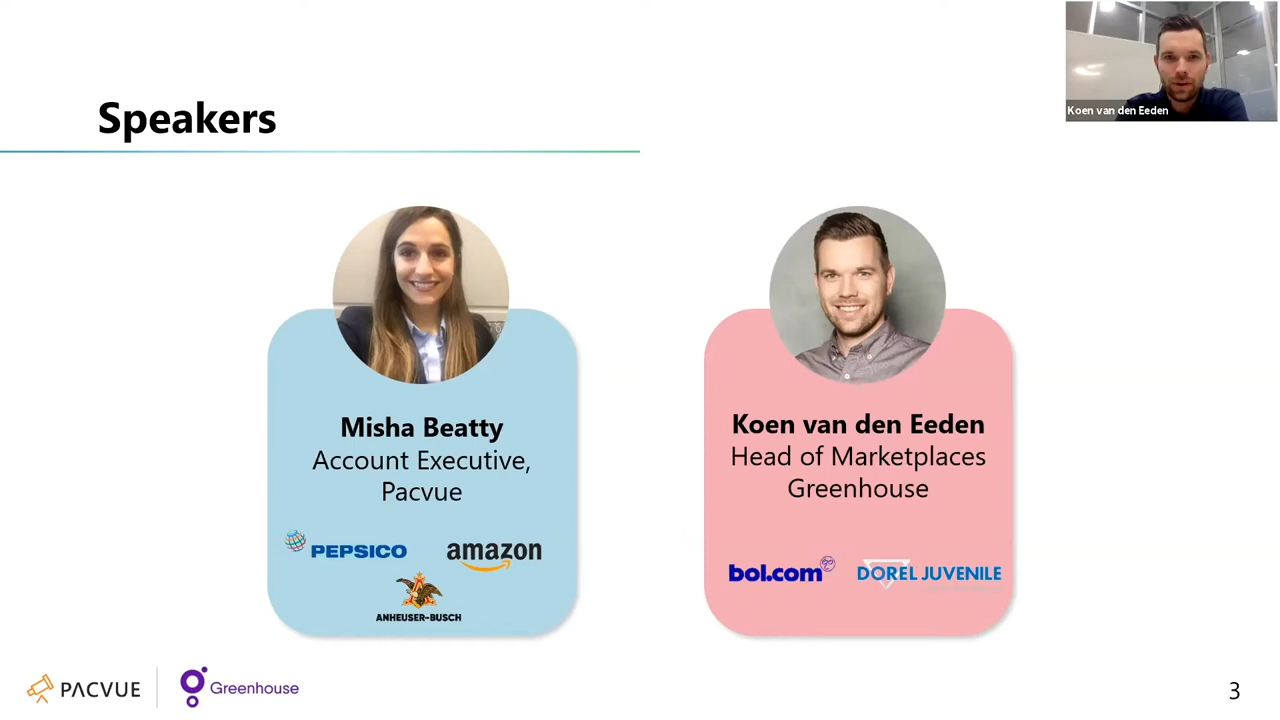 Koen van den Eeden
Speakers
Misha Beatty
Account Executive,
Pacvue
PEPSICO
amazon
ANHEUSER-BUSCH
Koen van den Eeden
Head of Marketplaces
Greenhouse
bol.com
DOREL JUVENILE
PACVUE
Greenhouse
3